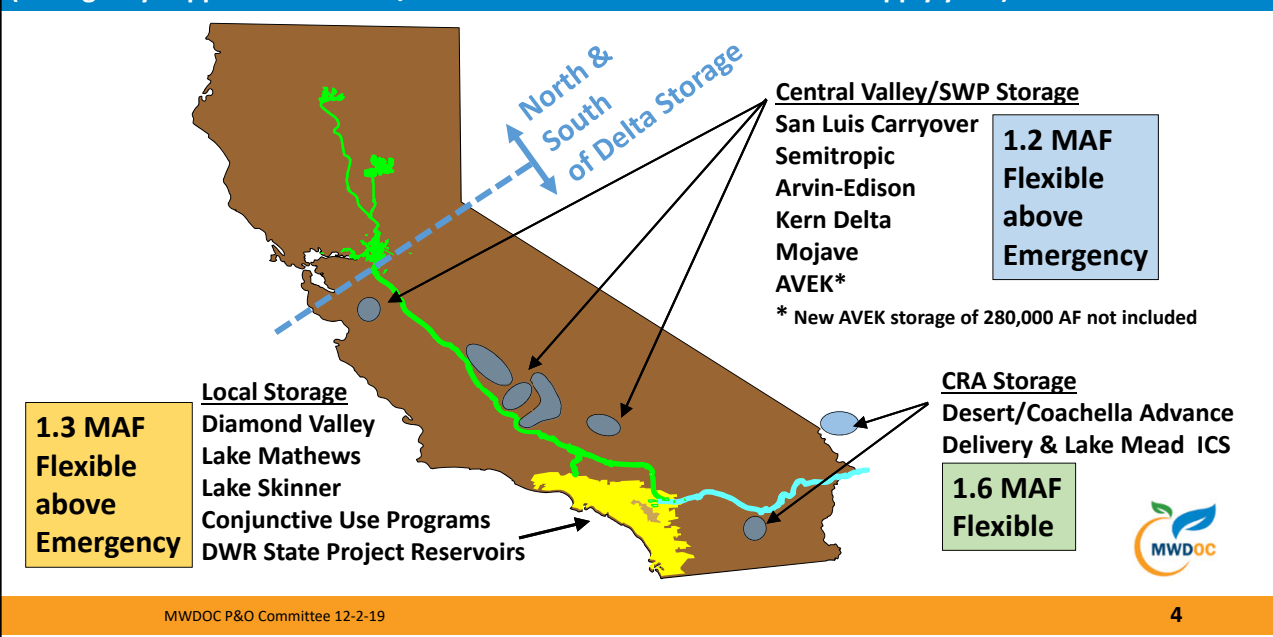 North &
South
of Delta Storage
Central Valley/SWP Storage
San Luis Carryover
Semitropic
Arvin-Edison
Kern Delta
Mojave
AVEK*
* New AVEK storage of 280,000 AF not included
1.2 MAF
Flexible
above
Emergency
Local Storage
Diamond Valley
Lake Mathews
Lake Skinner
Conjunctive Use Programs
DWR State Project Reservoirs
1.3 MAF
Flexible
above
Emergency
CRA Storage
Desert/Coachella Advance
Delivery & Lake Mead ICS
1.6 MAF
Flexible
MWDOC
MWDOC P&O Committee 12-2-19
4